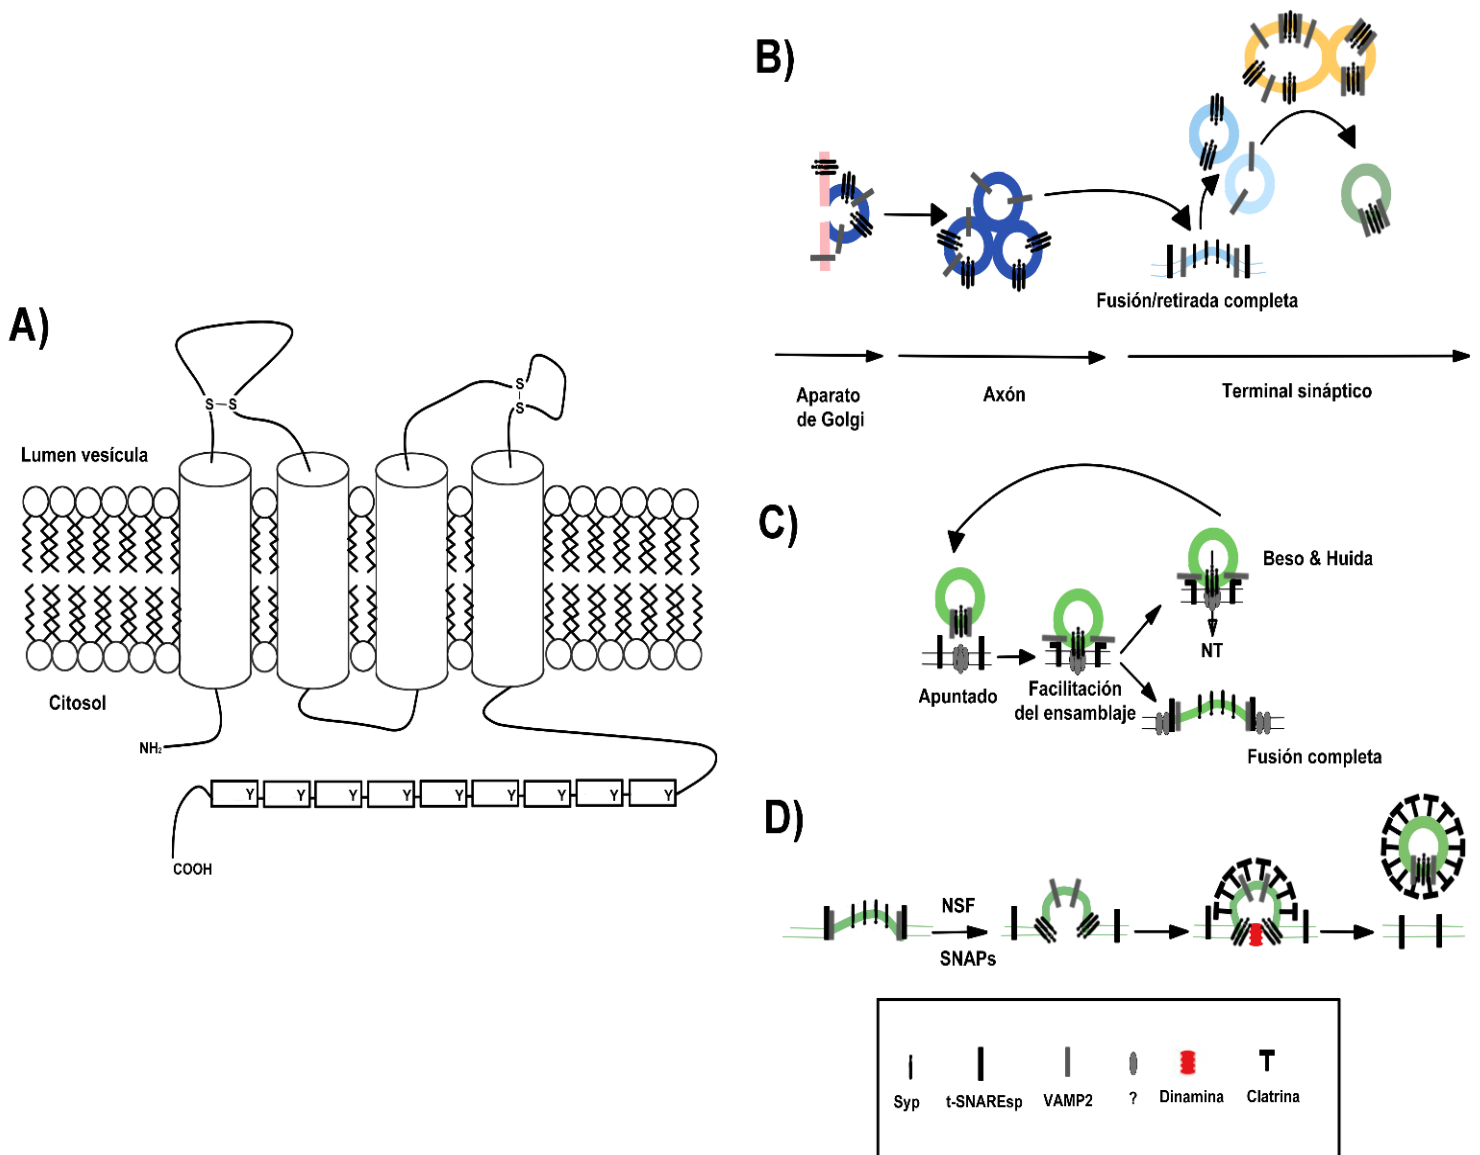 A)
S
S
S
S
Lumen vesícula
Citosol
NH₂
Y
Y
Y
Y
Y
Y
Y
Y
Y
COOH
B)
Fusión/retirada completa
Aparato
de Golgi
Axón
Terminal sináptico
C)
Beso & Huida
NT
Apuntado
Facilitación
del ensamblaje
Fusión completa
D)
NSF
SNAPs
Syp
t-SNAREsp
VAMP2
?
Dinamina
Clatrina